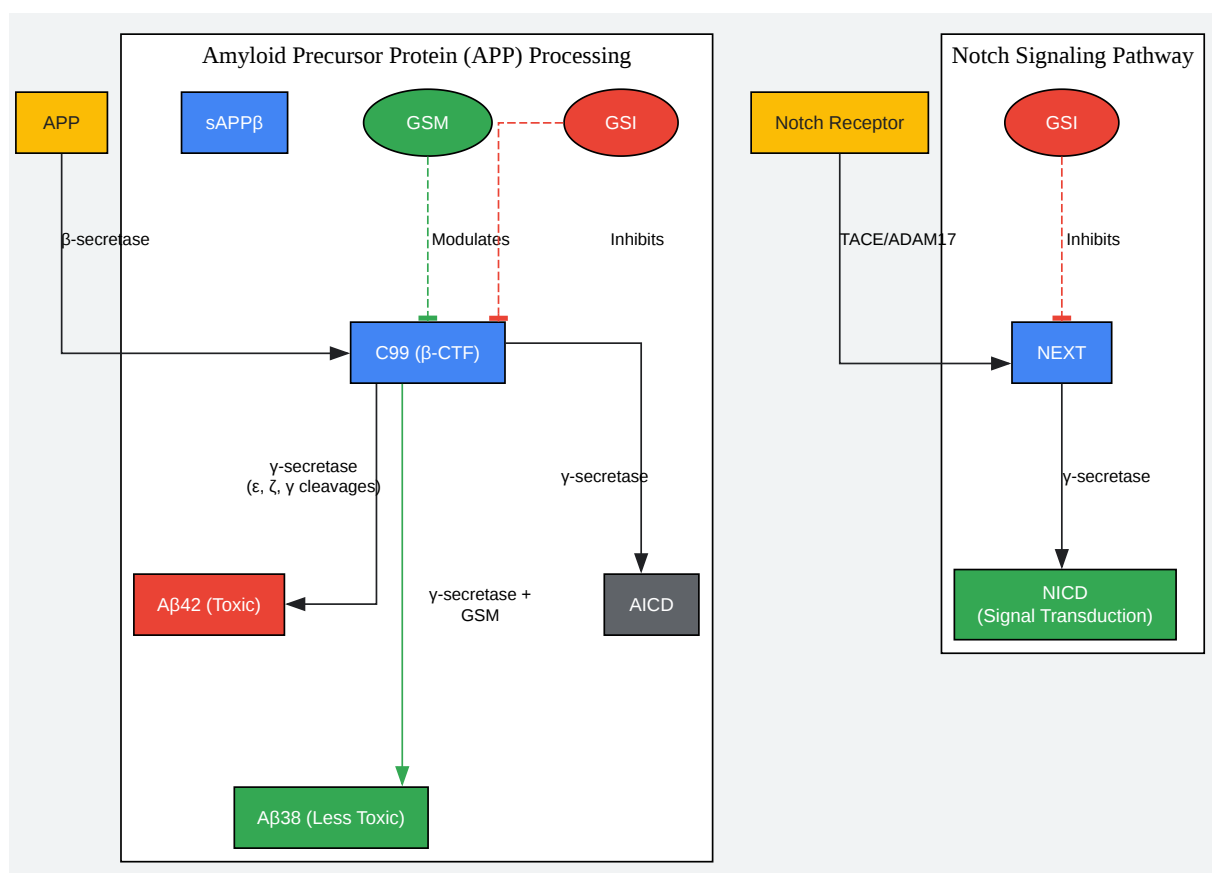 Amyloid Precursor Protein (APP) Processing
Notch Signaling Pathway
APP
sAPPβ
GSM
GSI
Notch Receptor
GSI
β-secretase
Modulates
Inhibits
TACE/ADAM17
Inhibits
C99 (β-CTF)
NEXT
γ-secretase
(ε, ζ, γ cleavages)
γ-secretase
γ-secretase
Aβ42 (Toxic)
γ-secretase +
GSM
AICD
NICD
(Signal Transduction)
Aβ38 (Less Toxic)